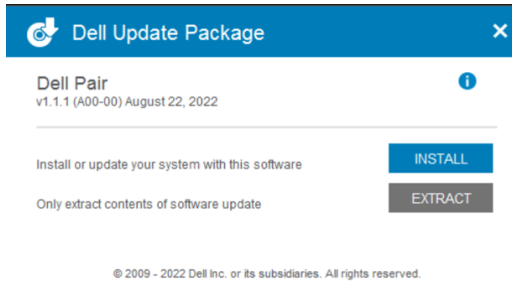 Dell Update Package
Dell Pair
v1.1.1 (A00-00) August 22, 2022
Install or update your system with this software
INSTALL
Only extract contents of software update
EXTRACT
© 2009 - 2022 Dell Inc. or its subsidiaries. All rights reserved.